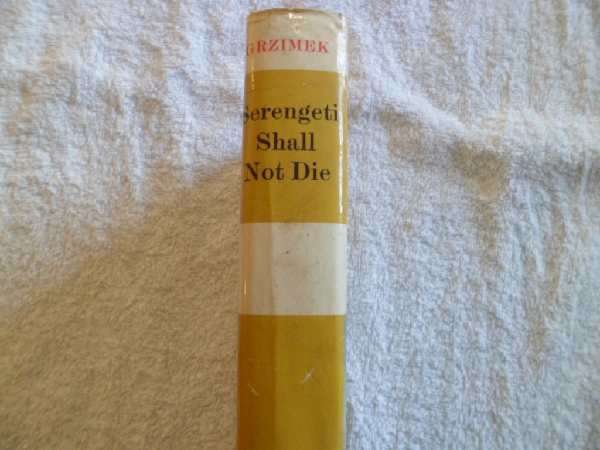 GRZIMEK
Serengeti
Shall
Not Die